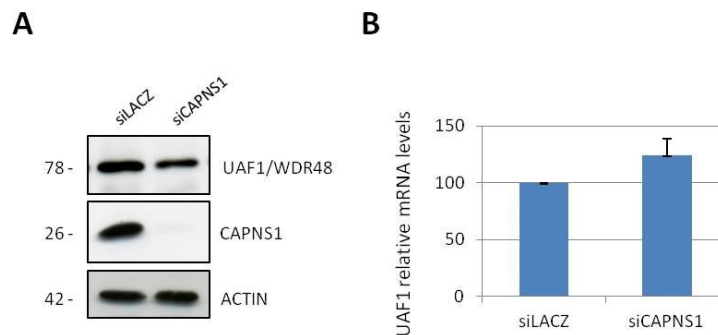 A
siLACZ
siCAPNS1
78 -
UAF1/WDR48
26 -
CAPNS1
42 -
ACTIN
B
UAF1 relative mRNA levels
150
100
50
0
siLACZ
siCAPNS1